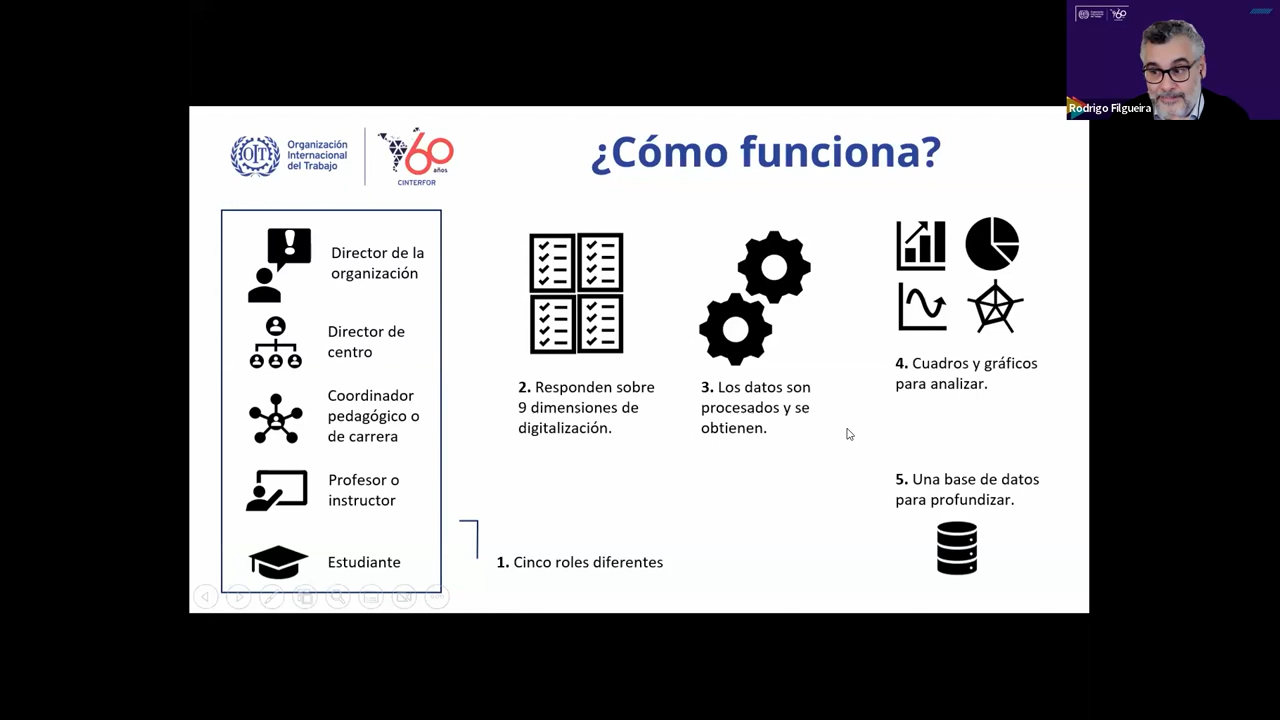 Rodrigo Filgueira
OIT
Organización
Internacional
del Trabajo
60
años
CINTERFOR
¿Cómo funciona?
Director de la
organización
Director de
centro
Coordinador
pedagógico o
de carrera
Profesor o
instructor
Estudiante
1. Cinco roles diferentes
2. Responden sobre
9 dimensiones de
digitalización.
3. Los datos son
procesados y se
obtienen.
4. Cuadros y gráficos
para analizar.
5. Una base de datos
para profundizar.